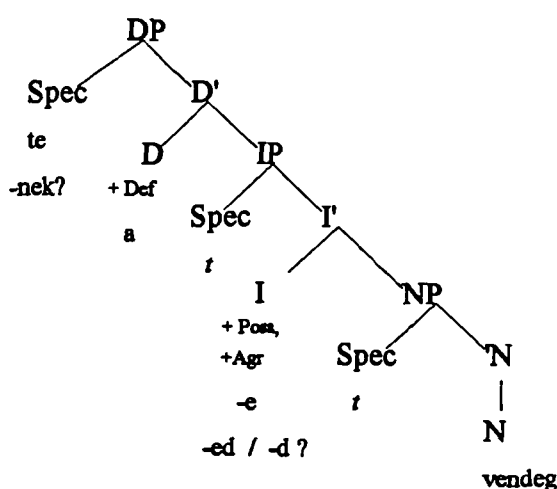 DP
Spec D'
te D IP
-nek? + Def Spec I'
a t
I NP
+ Poss, Spec 'N
+Agr
-e t
-ed / -d ? N
vendeg